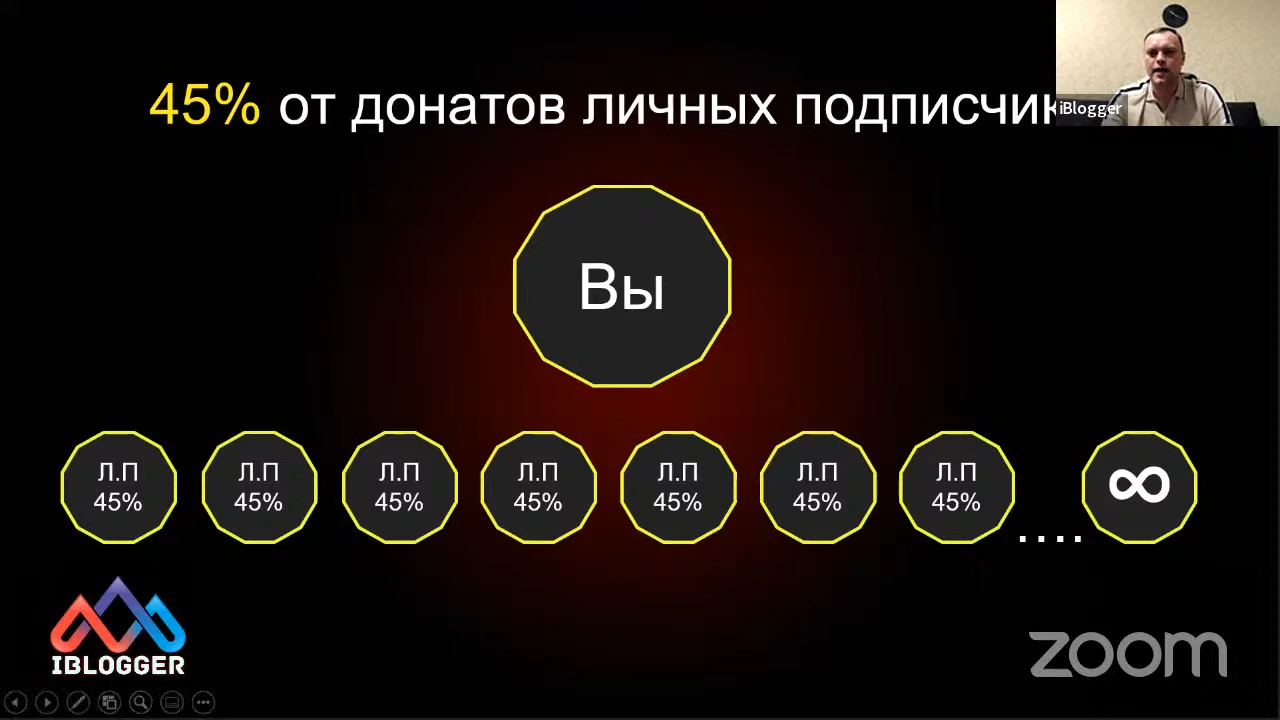 45% от донатов личных подписчик
iBlogger
Вы
Л.П
45%
Л.П
45%
Л.П
45%
Л.П
45%
Л.П
45%
Л.П
45%
Л.П
45%
....
∞
IBLOGGER
zoom